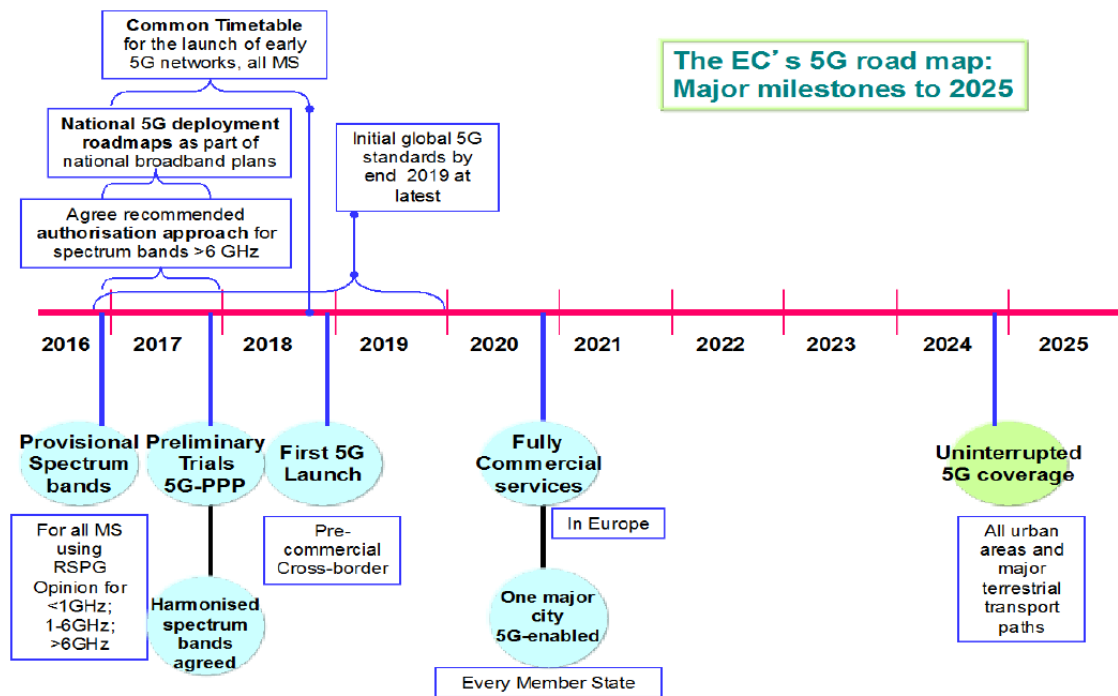 Common Timetable
for the launch of early
5G networks, all MS
The EC's 5G road map:
Major milestones to 2025
National 5G deployment
roadmaps as part of
national broadband plans
Initial global 5G
standards by
end 2019 at
latest
Agree recommended
authorisation approach for
spectrum bands >6 GHz
2016
2017
2018
2019
2020
2021
2022
2023
2024
2025
Provisional
Spectrum
bands
Preliminary
Trials
5G-PPP
First 5G
Launch
Fully
Commercial
services
Uninterrupted
5G coverage
For all MS
using
RSPG
Opinion for
<1GHz;
1-6GHz;
>6GHz
Harmonised
spectrum
bands
agreed
Pre-
commercial
Cross-border
In Europe
One major
city
5G-enabled
Every Member State
All urban
areas and
major
terrestrial
transport
paths